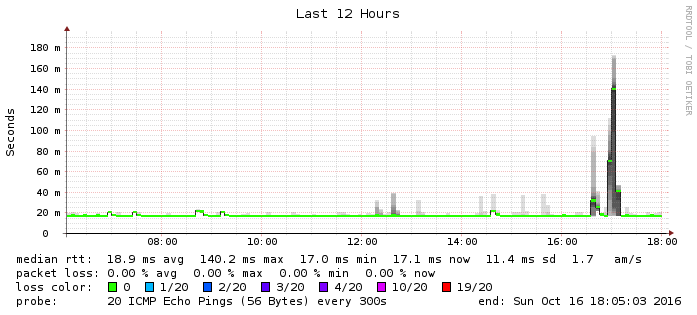 Last 12 Hours
RRDTOOL / TOBI OETIKER
Seconds
180 m
160 m
140 m
120 m
100 m
80 m
60 m
40 m
20 m
0
08:00 10:00 12:00 14:00 16:00 18:00
median rtt: 18.9 ms avg 140.2 ms max 17.0 ms min 17.1 ms now 11.4 ms sd 1.7 am/s
packet loss: 0.00 % avg 0.00 % max 0.00 % min 0.00 % now
loss color: 0 1/20 2/20 3/20 4/20 10/20 19/20
probe: 20 ICMP Echo Pings (56 Bytes) every 300s end: Sun Oct 16 18:05:03 2016